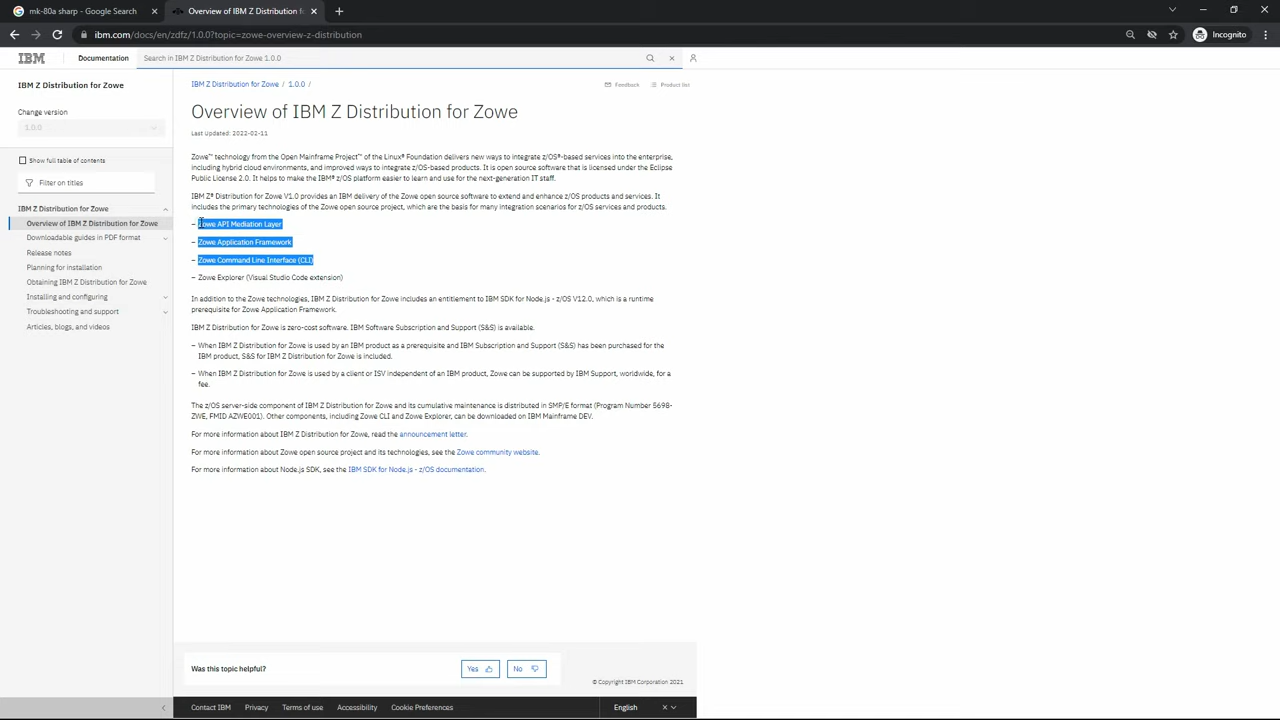 mk-80a sharp - Google Search
Overview of IBM Z Distribution for Z
ibm.com/docs/en/zdfz/1.0.0?topic=zowe-overview-z-distribution
Incognito
IBM
Documentation
Search in IBM Z Distribution for Zowe 1.0.0
IBM Z Distribution for Zowe
Change version
1.0.0
Show full table of contents
Filter on titles
IBM Z Distribution for Zowe
Overview of IBM Z Distribution for Zowe
Downloadable guides in PDF format
Release notes
Planning for installation
Obtaining IBM Z Distribution for Zowe
Installing and configuring
Troubleshooting and support
Articles, blogs, and videos
IBM Z Distribution for Zowe / 1.0.0 /
Feedback
Product list
Overview of IBM Z Distribution for Zowe
Last Updated: 2022-02-11
Zowe™ technology from the Open Mainframe Project™ of the Linux® Foundation delivers new ways to integrate z/OS®-based services into the enterprise,
including hybrid cloud environments, and improved ways to integrate z/OS-based products. It is open source software that is licensed under the Eclipse
Public License 2.0. It helps to make the IBM® z/OS platform easier to learn and use for the next-generation IT staff.
IBM Z® Distribution for Zowe V1.0 provides an IBM delivery of the Zowe open source software to extend and enhance z/OS products and services. It
includes the primary technologies of the Zowe open source project, which are the basis for many integration scenarios for z/OS services and products.
– Zowe API Mediation Layer
– Zowe Application Framework
– Zowe Command Line Interface (CLI)
– Zowe Explorer (Visual Studio Code extension)
In addition to the Zowe technologies, IBM Z Distribution for Zowe includes an entitlement to IBM SDK for Node.js - z/OS V12.0, which is a runtime
prerequisite for Zowe Application Framework.
IBM Z Distribution for Zowe is zero-cost software. IBM Software Subscription and Support (S&S) is available.
– When IBM Z Distribution for Zowe is used by an IBM product as a prerequisite and IBM Subscription and Support (S&S) has been purchased for the
IBM product, S&S for IBM Z Distribution for Zowe is included.
– When IBM Z Distribution for Zowe is used by a client or ISV independent of an IBM product, Zowe can be supported by IBM Support, worldwide, for a
fee.
The z/OS server-side component of IBM Z Distribution for Zowe and its cumulative maintenance is distributed in SMP/E format (Program Number 5698-
ZWE, FMID AZWE001). Other components, including Zowe CLI and Zowe Explorer, can be downloaded on IBM Mainframe DEV.
For more information about IBM Z Distribution for Zowe, read the announcement letter.
For more information about Zowe open source project and its technologies, see the Zowe community website.
For more information about Node.js SDK, see the IBM SDK for Node.js - z/OS documentation.
Was this topic helpful?
Yes
No
© Copyright IBM Corporation 2021
Contact IBM
Privacy
Terms of use
Accessibility
Cookie Preferences
English